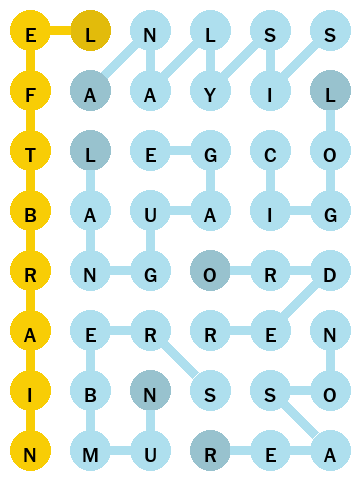 E L N L S S
F A A Y I L
T L E G C O
B A U A I G
R N G O R D
A E R R E N
I B N S S O
N M U R E A